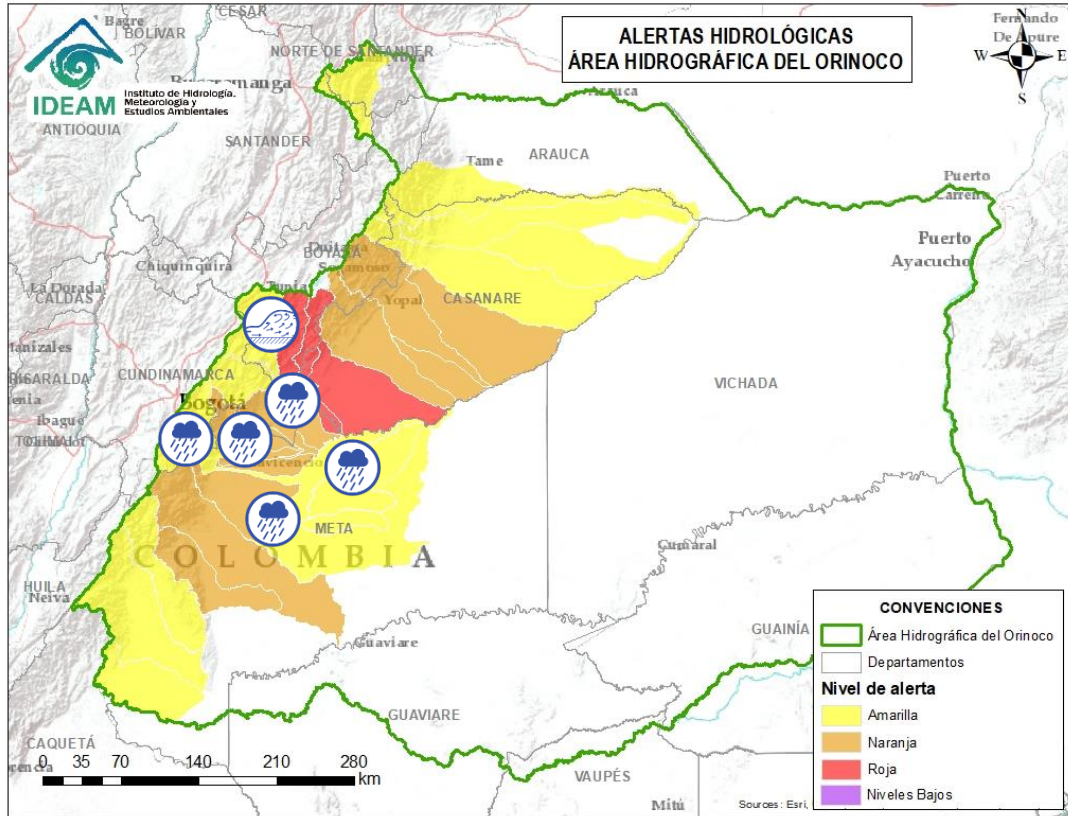 ALERTAS HIDROLÓGICAS
ÁREA HIDROGRÁFICA DEL ORINOCO
IDEAM
Instituto de Hidrología,
Meteorología y
Estudios Ambientales
N
W
E
S
Bagre
BOLÍVAR
CESAR
NORTE DE SANTANDER
Fernando
De Apure
Arauca
ANTIOQUIA
SANTANDER
Tame
ARAUCA
Puerto
Carreño
Puerto
Ayacucho
BOYACÁ
Chiquinquirá
Tunja
La Dorada
CALDAS
Yopal
CASANARE
Manizales
RISARALDA
CUNDINAMARCA
VICHADA
Bogotá
Ibague
META
COLOMBIA
Cumaral
HUILA
Neiva
Guaviare
GUAINÍA
GUAVIARE
CAQUETÁ
VAUPÉS
Mitú
0 35 70 140 210 280
km
CONVENCIONES
Área Hidrográfica del Orinoco
Departamentos
Nivel de alerta
Amarilla
Naranja
Roja
Niveles Bajos
Sources: Esri,